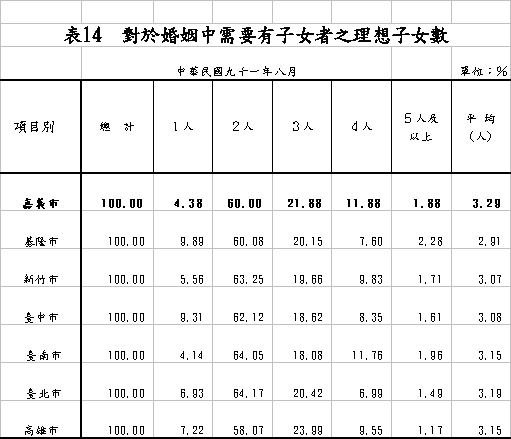 表14 對於婚姻中需要有子女者之理想子女數
中華民國九十一年八月 單位：%
項目別 總 計 1人 2人 3人 4人 5人及以上 平 均（人）
嘉義市 100.00 4.38 60.00 21.88 11.88 1.88 3.29
基隆市 100.00 9.89 60.08 20.15 7.60 2.28 2.91
新竹市 100.00 5.56 63.25 19.66 9.83 1.71 3.07
臺中市 100.00 9.31 62.12 18.62 8.35 1.61 3.08
臺南市 100.00 4.14 64.05 18.08 11.76 1.96 3.15
臺北市 100.00 6.93 64.17 20.42 6.99 1.49 3.19
高雄市 100.00 7.22 58.07 23.99 9.55 1.17 3.15